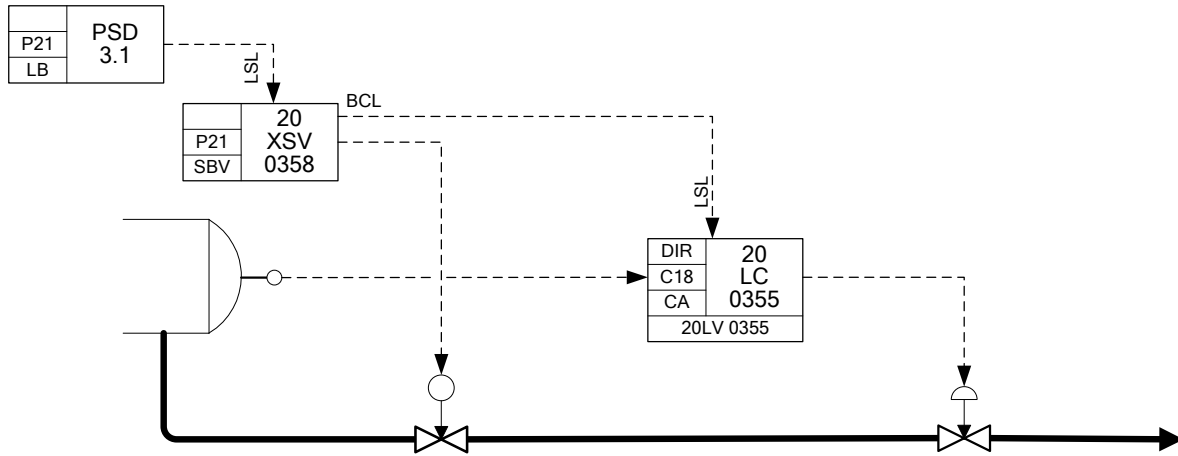 PSD
3.1
P21
LB
LSL
BCL
20
XSV
0358
P21
SBV
LSL
DIR
C18
CA
20
LC
0355
20LV 0355